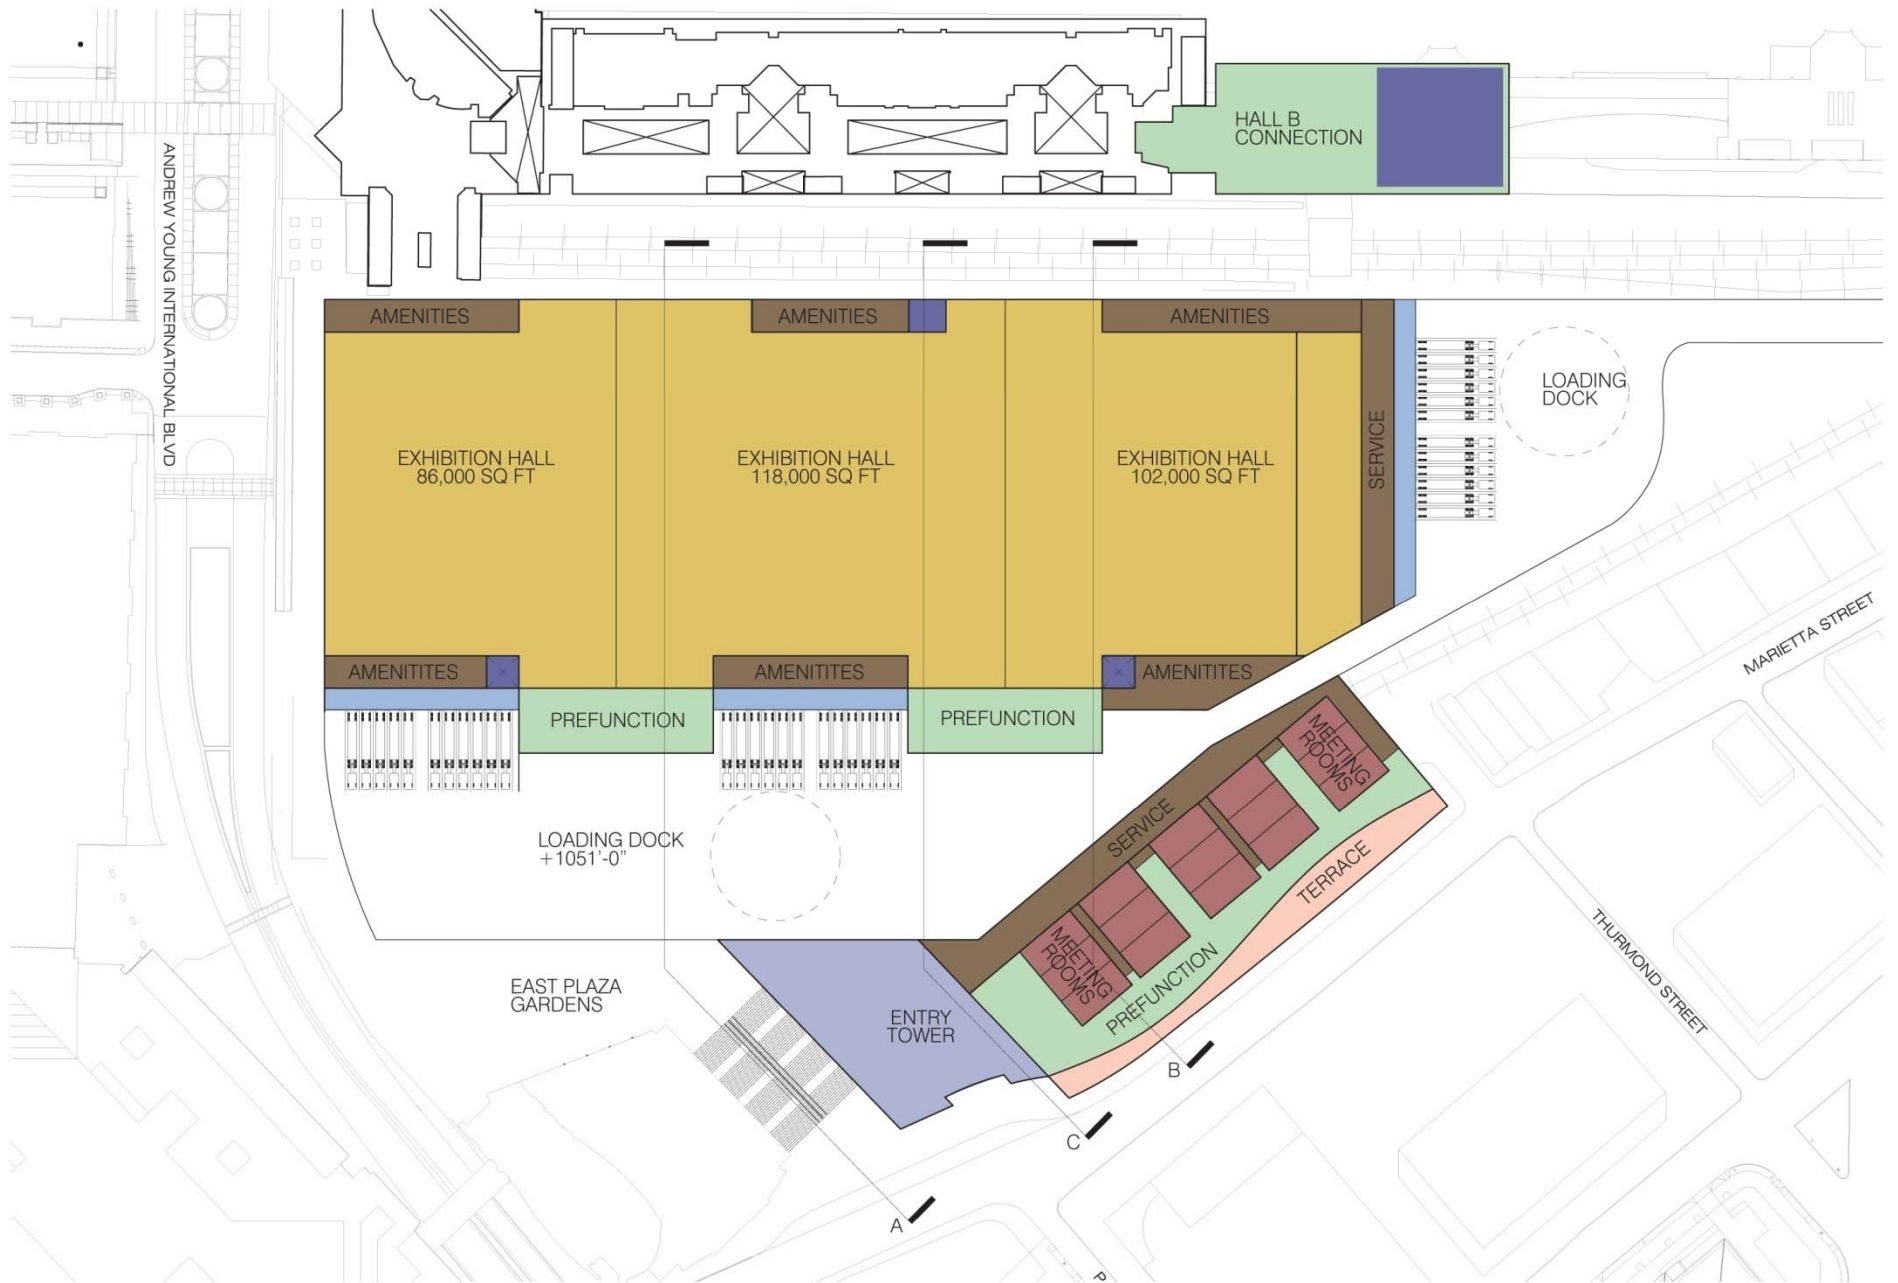 HALL B
CONNECTION
ANDREW YOUNG INTERNATIONAL BLVD
AMENITIES
AMENITIES
AMENITIES
LOADING
DOCK
EXHIBITION HALL
86,000 SQ FT
EXHIBITION HALL
118,000 SQ FT
EXHIBITION HALL
102,000 SQ FT
SERVICE
MARIETTA STREET
AMENITITES
AMENITITES
AMENITITES
PREFUNCTION
PREFUNCTION
MEETING
ROOMS
LOADING DOCK
+1051'-0"
SERVICE
TERRACE
MEETING
ROOMS
PREFUNCTION
THURMOND STREET
EAST PLAZA
GARDENS
ENTRY
TOWER
B
C
A
P